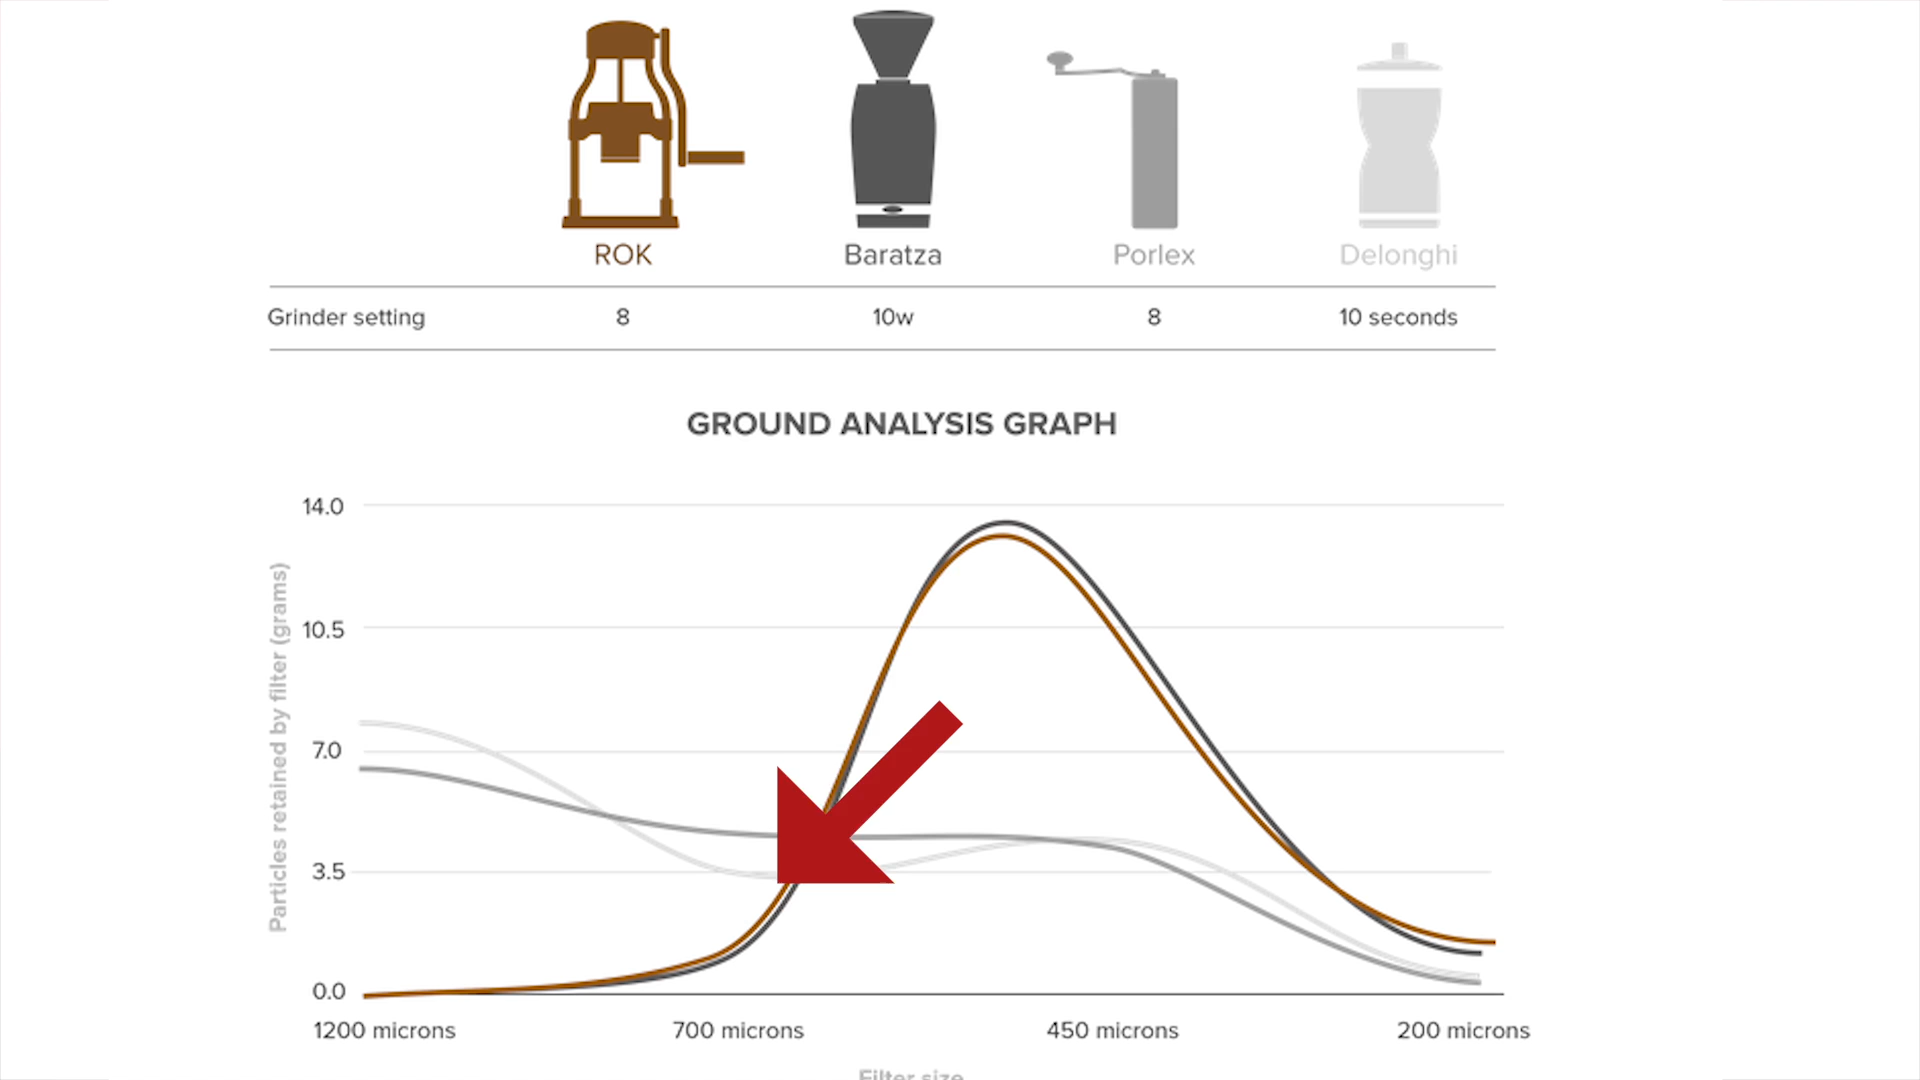 ROK Baratza Porlex Delonghi
Grinder setting 8 10w 8 10 seconds
GROUND ANALYSIS GRAPH
Particles retained by filter (grams)
14.0
10.5
7.0
3.5
0.0
1200 microns 700 microns 450 microns 200 microns
Filter size